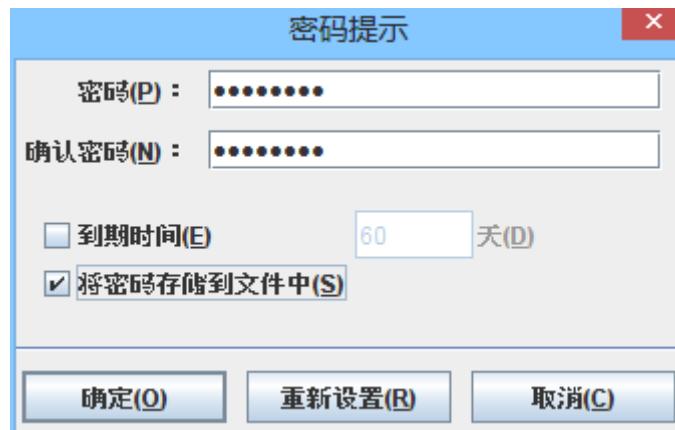 密码提示
密码(P)： ●●●●●●●●
确认密码(N)： ●●●●●●●●
到期时间(E) 60 天(D)
将密码存储到文件中(S)
确定(O) 重新设置(R) 取消(C)